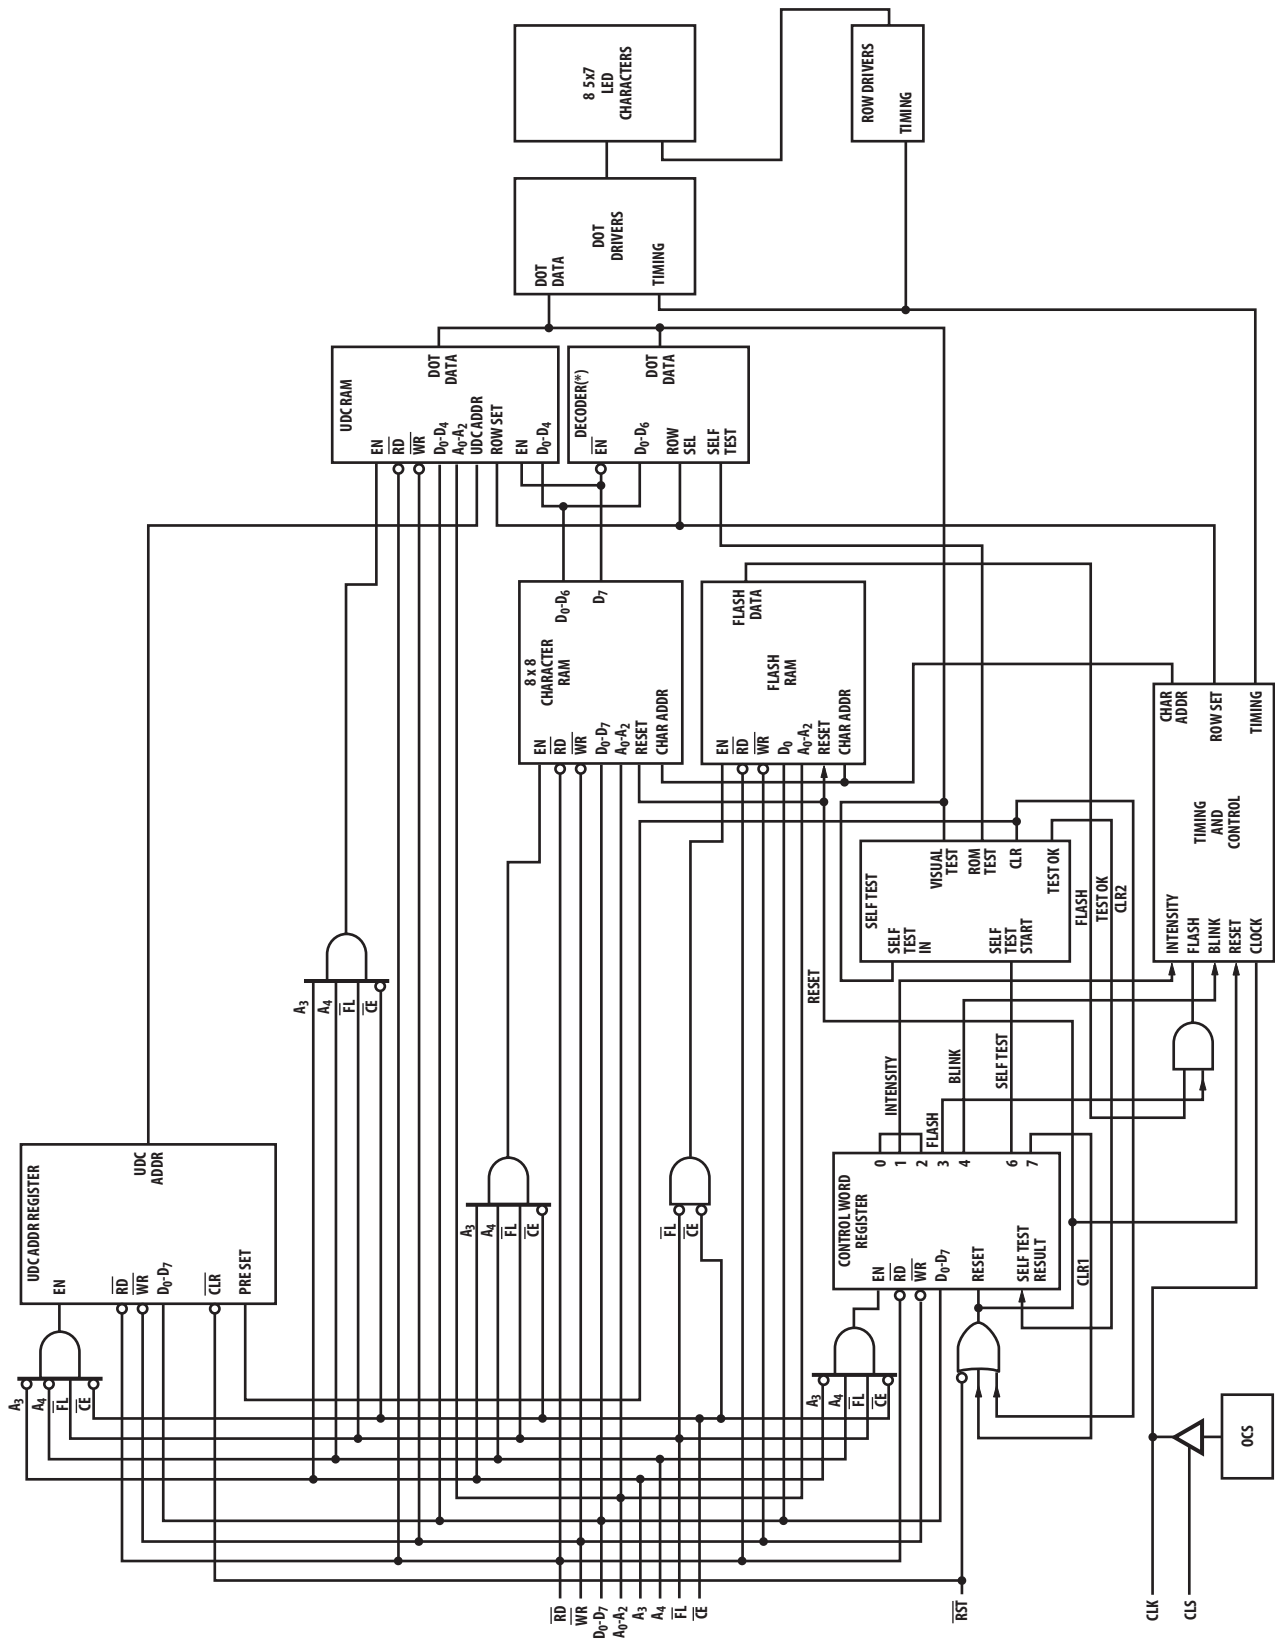 UDC ADDR REGISTER
EN
RD
WR
D0-D7
CLR
PRE SET
UDC
ADDR
A3
A4
FL
CE
A3
A4
FL
CE
UDC RAM
EN
RD
WR
D0-D4
A0-A2
UDC ADDR
ROW SET
EN
D0-D4
DOT
DATA
DECODER(*)
EN
D0-D6
ROW
SEL
SELF
TEST
DOT
DATA
DOT
DATA
DOT
DRIVERS
TIMING
8 5x7
LED
CHARACTERS
ROW DRIVERS
TIMING
A3
A4
FL
CE
8 x 8
CHARACTER
RAM
EN
RD
WR
D0-D7
A0-A2
RESET
CHAR ADDR
D0-D6
D7
FL
CE
FLASH
RAM
EN
RD
WR
D0
A0-A2
RESET
CHAR ADDR
FLASH
DATA
RESET
SELF TEST
SELF
TEST
IN
SELF
TEST
START
VISUAL
TEST
ROM
TEST
CLR
TEST OK
FLASH
TEST OK
CLR2
INTENSITY
FLASH
BLINK
SELF TEST
CONTROL WORD
REGISTER
EN
RD
WR
D0-D7
RESET
SELF TEST
RESULT
0
1
2
3
4
6
7
CLR1
A3
A4
FL
CE
TIMING
AND
CONTROL
INTENSITY
FLASH
BLINK
RESET
CLOCK
CHAR
ADDR
ROW SET
TIMING
OCS
RD
WR
D0-D7
A0-A2
A3
A4
FL
CE
RST
CLK
CLS